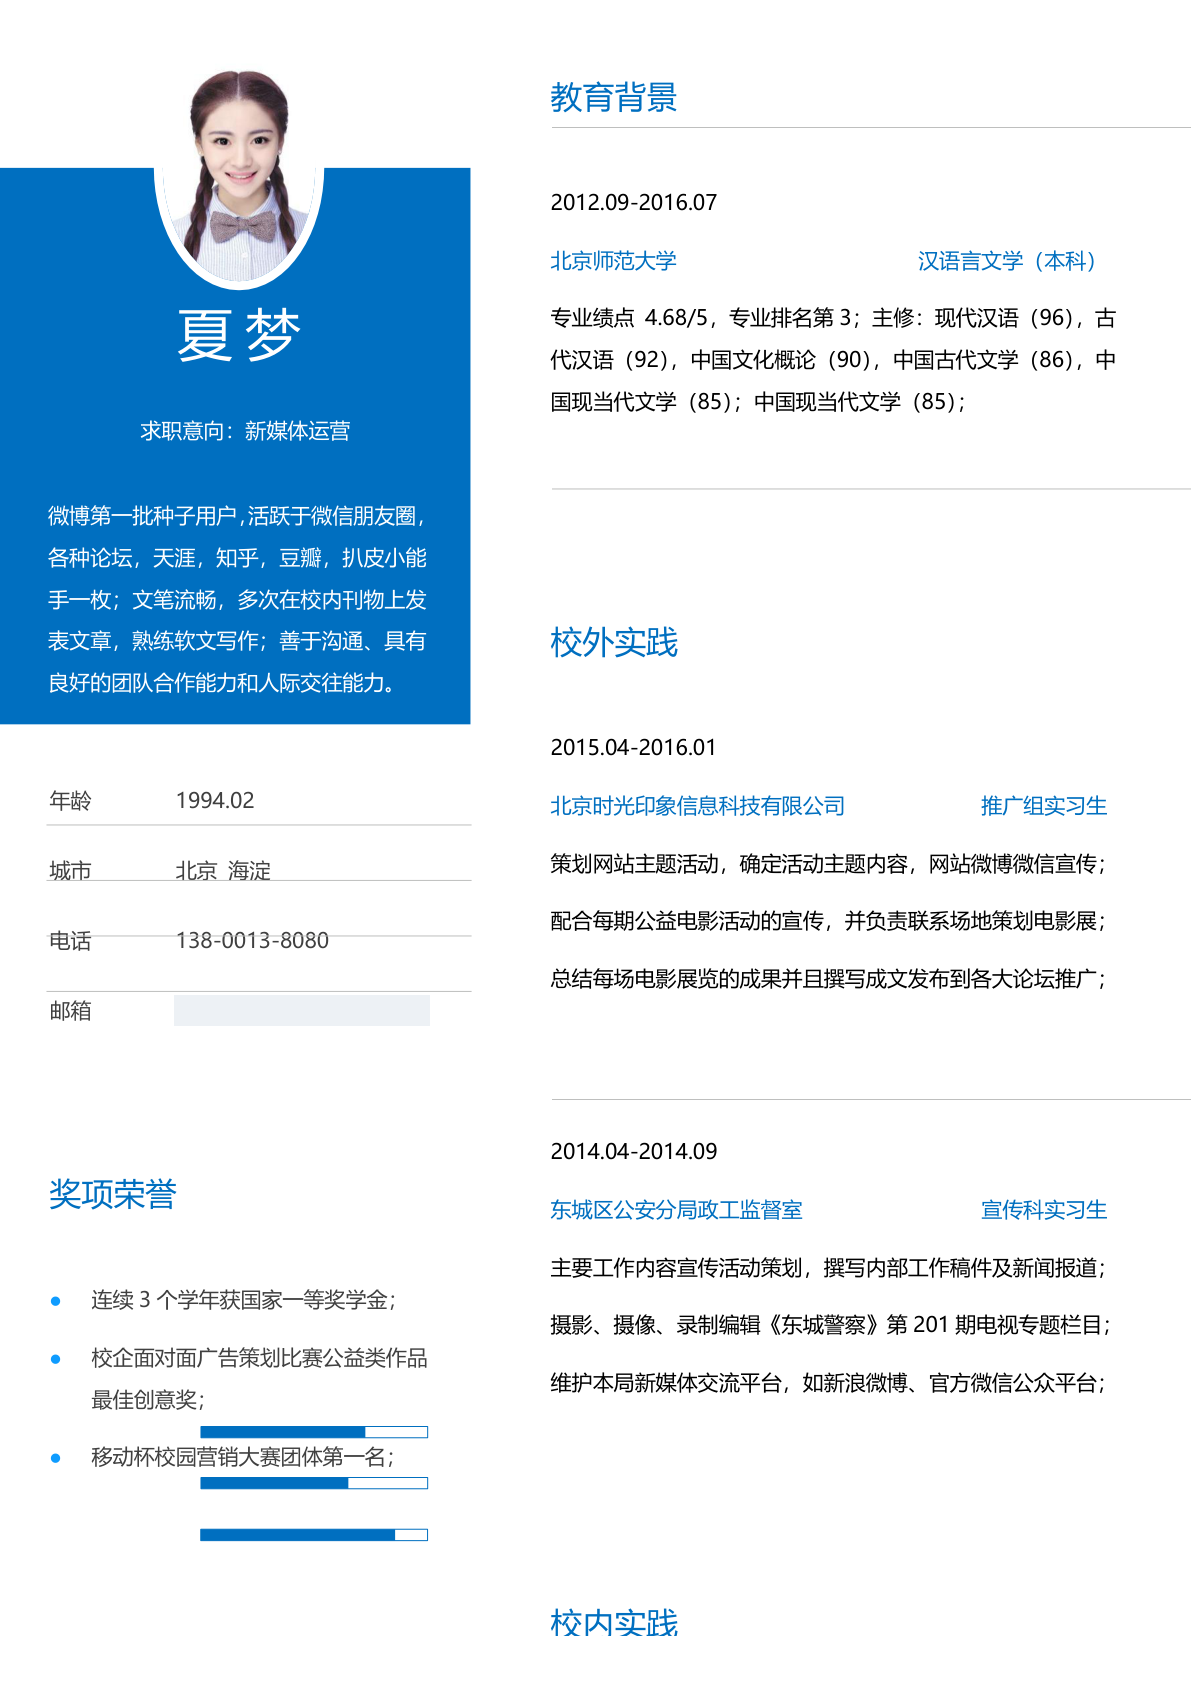 夏梦
求职意向：新媒体运营
微博第一批种子用户，活跃于微信朋友圈，
各种论坛，天涯，知乎，豆瓣，扒皮小能
手一枚；文笔流畅，多次在校内刊物上发
表文章，熟练软文写作；善于沟通、具有
良好的团队合作能力和人际交往能力。
年龄 1994.02
城市 北京 海淀
电话 138-0013-8080
邮箱
奖项荣誉
连续 3 个学年获国家一等奖学金；
校企面对面广告策划比赛公益类作品
最佳创意奖；
移动杯校园营销大赛团体第一名；
教育背景
2012.09-2016.07
北京师范大学 汉语言文学（本科）
专业绩点 4.68/5，专业排名第 3；主修：现代汉语（96），古
代汉语（92），中国文化概论（90），中国古代文学（86），中
国现当代文学（85）；中国现当代文学（85）；
校外实践
2015.04-2016.01
北京时光印象信息科技有限公司 推广组实习生
策划网站主题活动，确定活动主题内容，网站微博微信宣传；
配合每期公益电影活动的宣传，并负责联系场地策划电影展；
总结每场电影展览的成果并且撰写成文发布到各大论坛推广；
2014.04-2014.09
东城区公安分局政工监督室 宣传科实习生
主要工作内容宣传活动策划，撰写内部工作稿件及新闻报道；
摄影、摄像、录制编辑《东城警察》第 201 期电视专题栏目；
维护本局新媒体交流平台，如新浪微博、官方微信公众平台；
校内实践